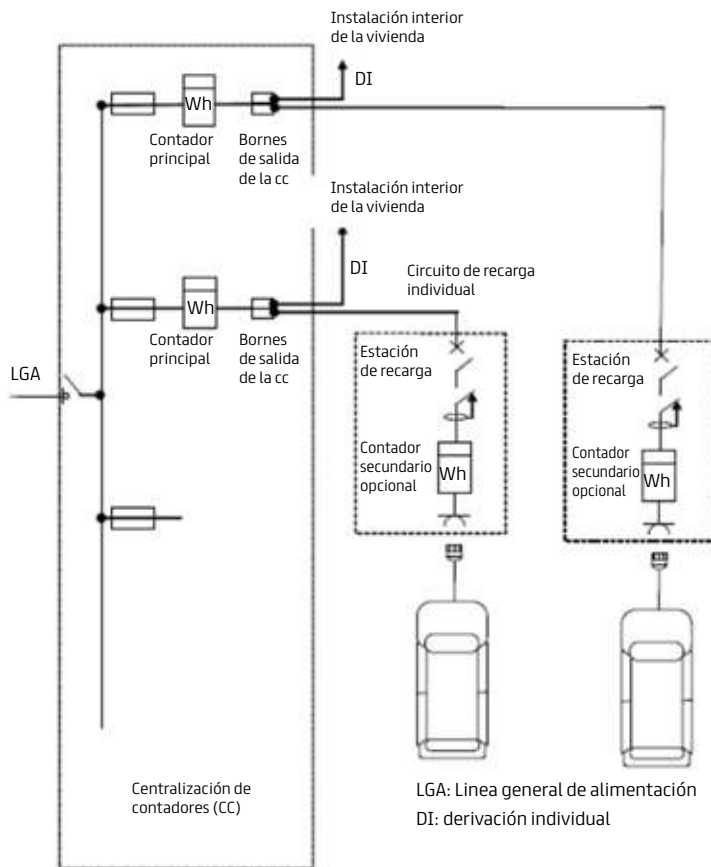 Instalación interior
de la vivienda
DI
Wh
Contador
principal
Bornes
de salida
de la cc
Instalación interior
de la vivienda
DI
Circuito de recarga
individual
Wh
Contador
principal
Bornes
de salida
de la cc
LGA
Estación
de recarga
Contador
secundario
opcional
Wh
Estación
de recarga
Contador
secundario
opcional
Wh
Centralización de
contadores (CC)
LGA: Linea general de alimentación
DI: derivación individual